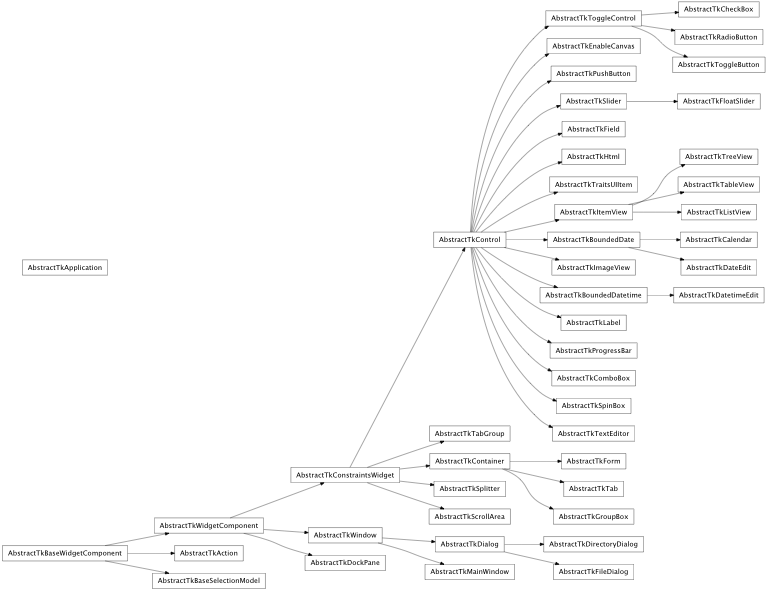 AbstractTkCheckBox
AbstractTkToggleControl
AbstractTkRadioButton
AbstractTkEnableCanvas
AbstractTkToggleButton
AbstractTkPushButton
AbstractTkSlider
AbstractTkFloatSlider
AbstractTkField
AbstractTkHtml
AbstractTkTreeView
AbstractTkTraitsUIItem
AbstractTkTableView
AbstractTkItemView
AbstractTkListView
AbstractTkControl
AbstractTkBoundedDate
AbstractTkCalendar
AbstractTkApplication
AbstractTkImageView
AbstractTkDateEdit
AbstractTkBoundedDatetime
AbstractTkDatetimeEdit
AbstractTkLabel
AbstractTkProgressBar
AbstractTkComboBox
AbstractTkSpinBox
AbstractTkTabGroup
AbstractTkTextEditor
AbstractTkContainer
AbstractTkForm
AbstractTkConstraintsWidget
AbstractTkSplitter
AbstractTkTab
AbstractTkScrollArea
AbstractTkGroupBox
AbstractTkWidgetComponent
AbstractTkWindow
AbstractTkDialog
AbstractTkDirectoryDialog
AbstractTkBaseWidgetComponent
AbstractTkAction
AbstractTkDockPane
AbstractTkMainWindow
AbstractTkFileDialog
AbstractTkBaseSelectionModel